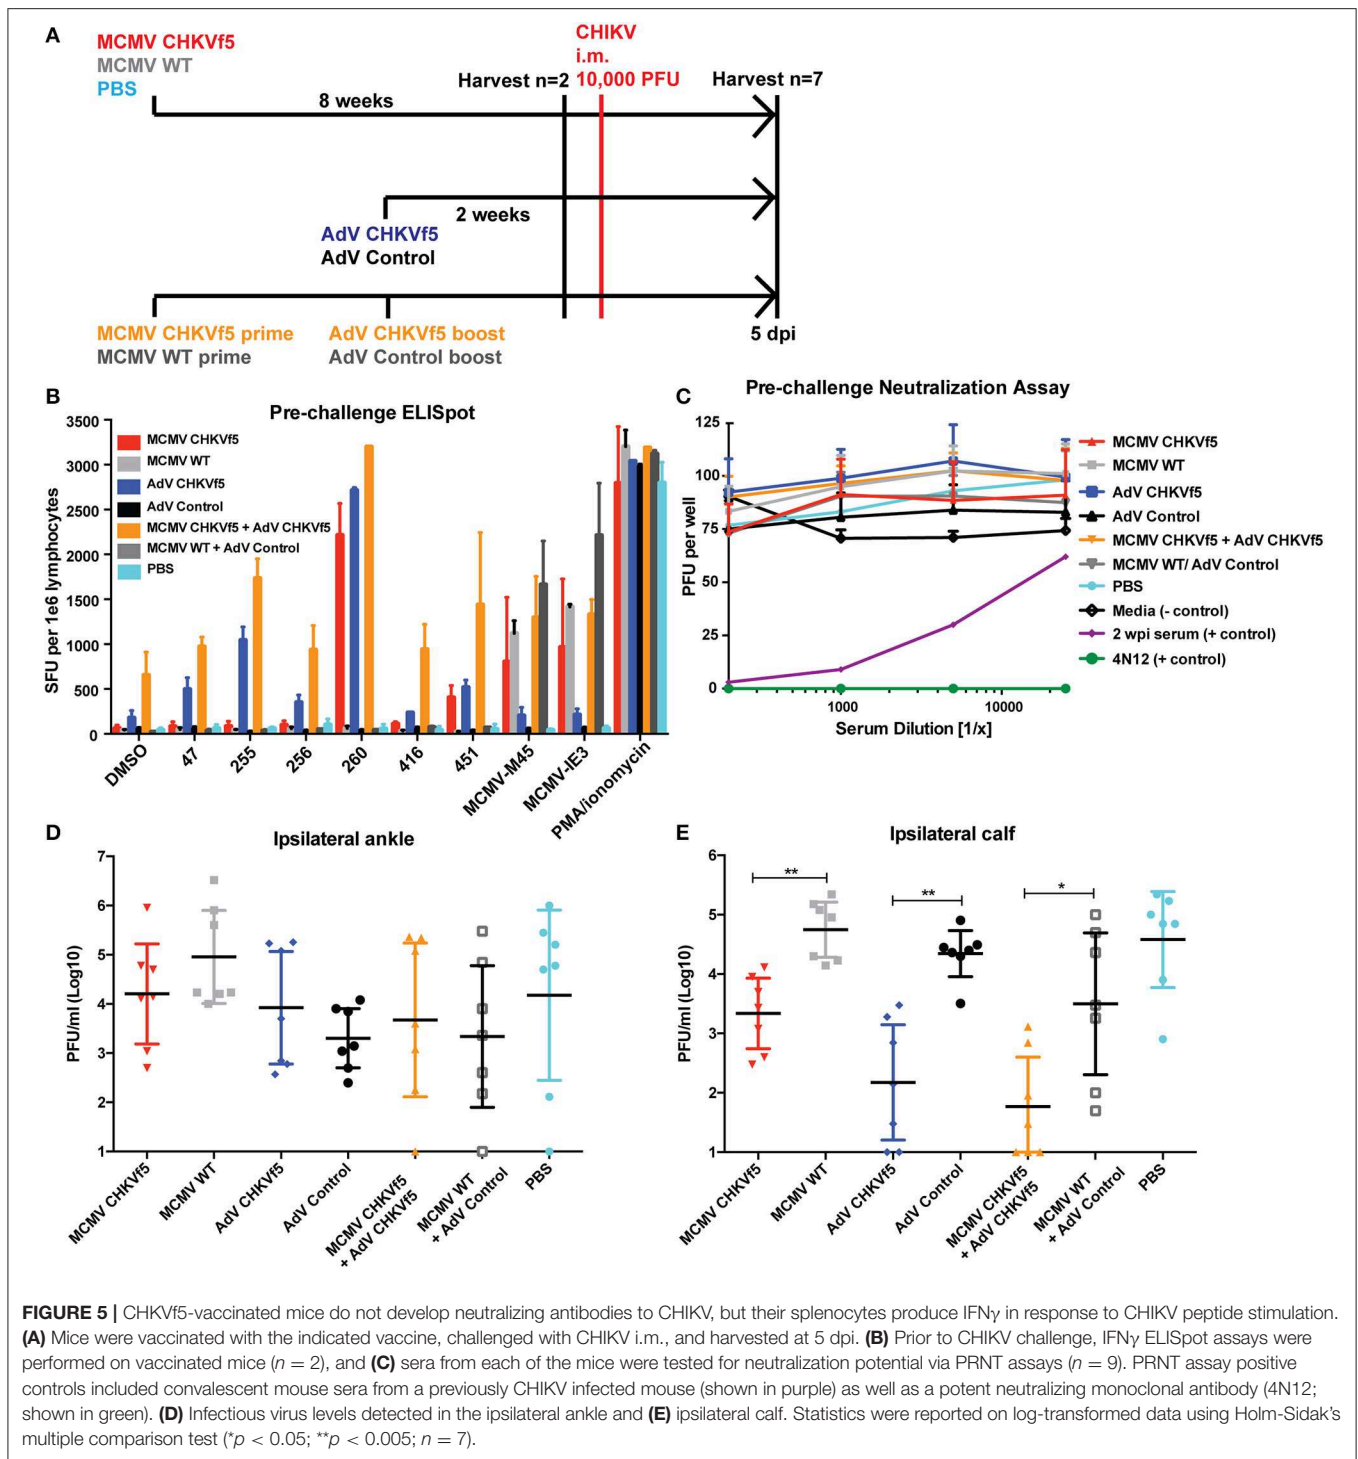 A
MCMV CHKVf5
MCMV WT
PBS
8 weeks
Harvest n=2
CHIKV
i.m.
10,000 PFU
Harvest n=7
2 weeks
AdV CHKVf5
AdV Control
MCMV CHKVf5 prime
MCMV WT prime
AdV CHKVf5 boost
AdV Control boost
5 dpi
B
Pre-challenge ELISpot
SFU per 1e6 lymphocytes
3500
3000
2500
2000
1500
1000
500
0
MCMV CHKVf5
MCMV WT
AdV CHKVf5
AdV Control
MCMV CHKVf5 + AdV CHKVf5
MCMV WT + AdV Control
PBS
DMSO
47
255
256
260
416
451
MCMV-M45
MCMV-IE3
PMA/ionomycin
C
Pre-challenge Neutralization Assay
PFU per well
125
100
75
50
25
0
1000
10000
Serum Dilution [1/x]
MCMV CHKVf5
MCMV WT
AdV CHKVf5
AdV Control
MCMV CHKVf5 + AdV CHKVf5
MCMV WT/ AdV Control
PBS
Media (- control)
2 wpi serum (+ control)
4N12 (+ control)
D
Ipsilateral ankle
PFU/ml (Log10)
7
6
5
4
3
2
1
MCMV CHKVf5
MCMV WT
AdV CHKVf5
AdV Control
MCMV CHKVf5
+ AdV CHKVf5
MCMV WT
+ AdV Control
PBS
E
Ipsilateral calf
PFU/ml (Log10)
6
5
4
3
2
1
**
**
*
MCMV CHKVf5
MCMV WT
AdV CHKVf5
AdV Control
MCMV CHKVf5
+ AdV CHKVf5
MCMV WT
+ AdV Control
PBS
FIGURE 5 | CHKVf5-vaccinated mice do not develop neutralizing antibodies to CHIKV, but their splenocytes produce IFNγ in response to CHIKV peptide stimulation.
(A) Mice were vaccinated with the indicated vaccine, challenged with CHIKV i.m., and harvested at 5 dpi. (B) Prior to CHIKV challenge, IFNγ ELISpot assays were
performed on vaccinated mice (n = 2), and (C) sera from each of the mice were tested for neutralization potential via PRNT assays (n = 9). PRNT assay positive
controls included convalescent mouse sera from a previously CHIKV infected mouse (shown in purple) as well as a potent neutralizing monoclonal antibody (4N12;
shown in green). (D) Infectious virus levels detected in the ipsilateral ankle and (E) ipsilateral calf. Statistics were reported on log-transformed data using Holm-Sidak's
multiple comparison test (*p < 0.05; **p < 0.005; n = 7).